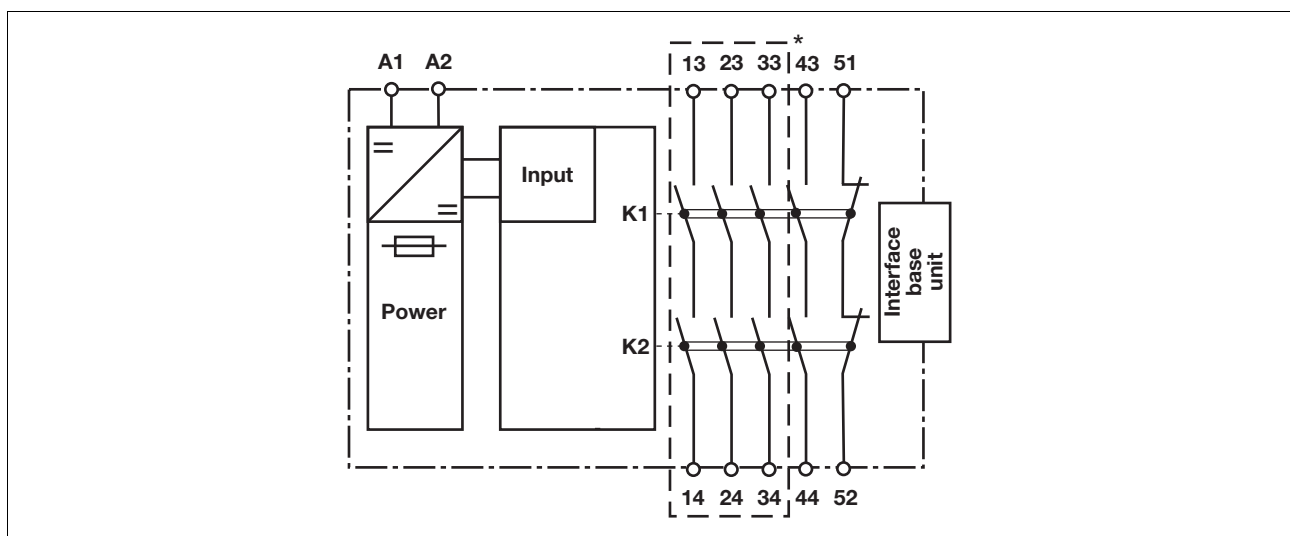 *
A1 A2 13 23 33 43 51
Input
K1
Interface
base
unit
Power
K2
14 24 34 44 52